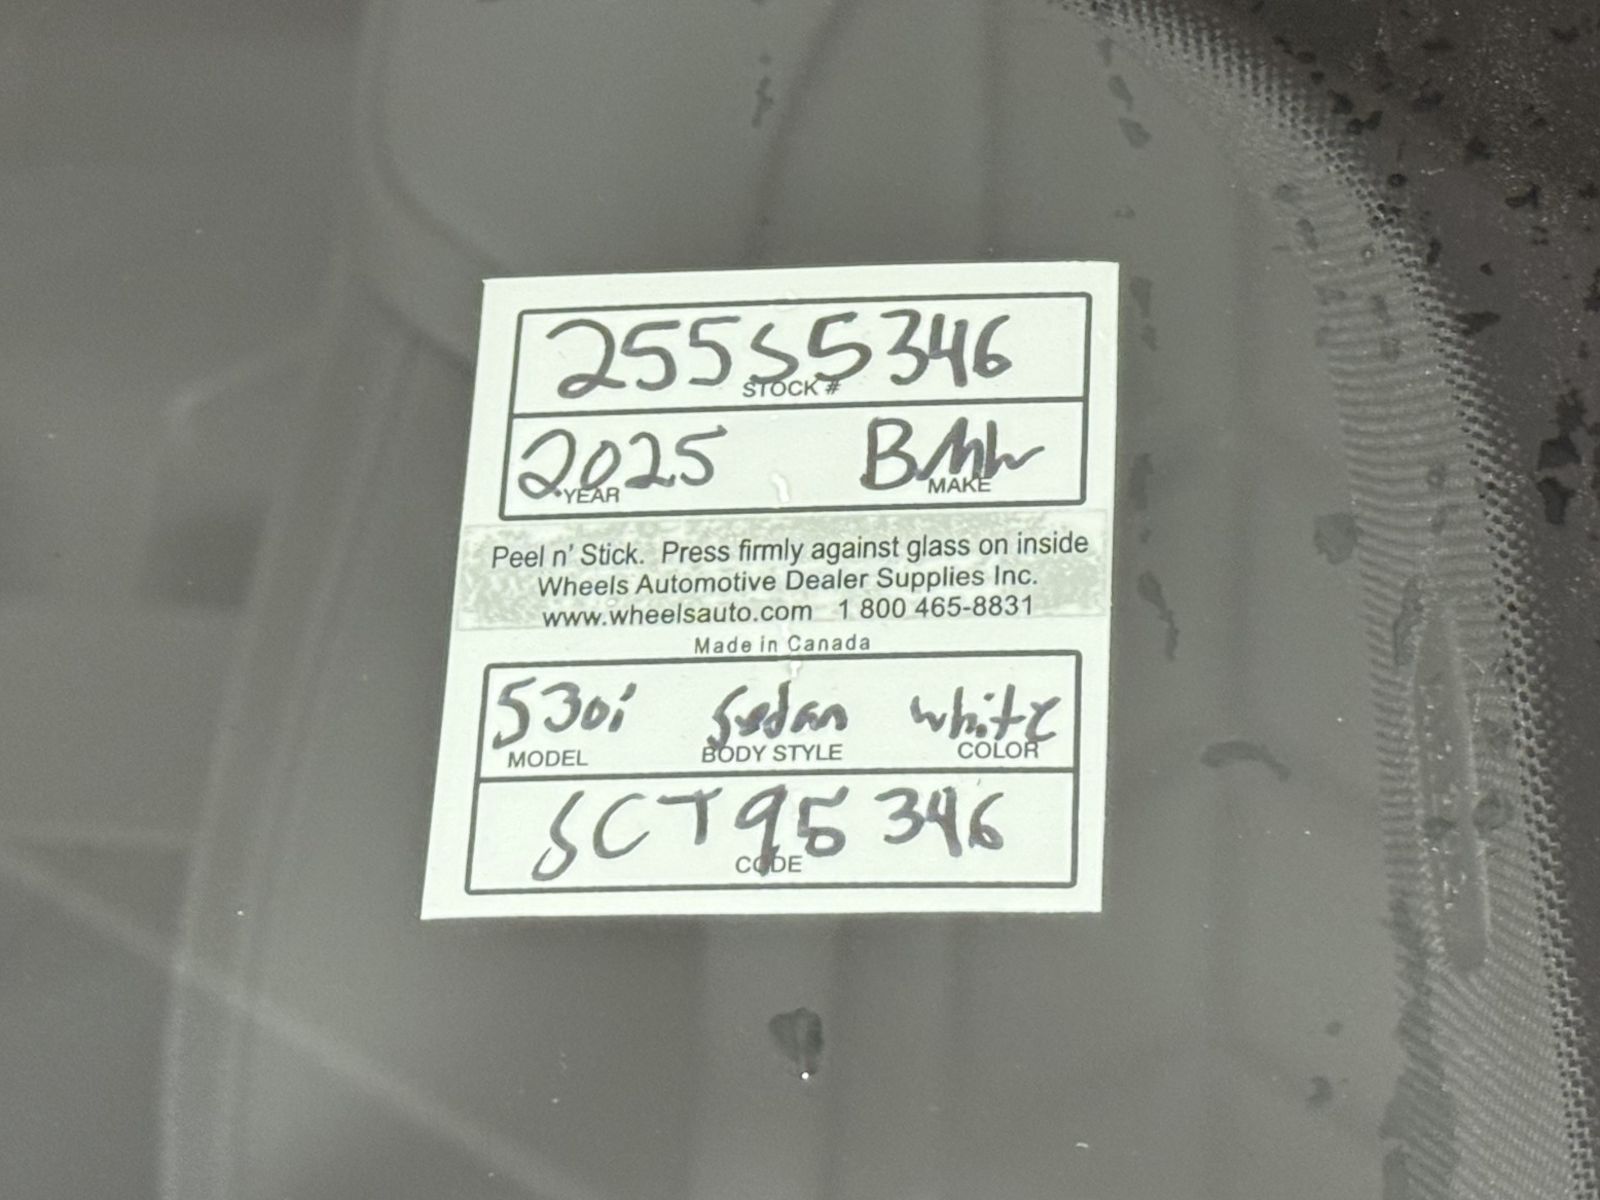 255S5346
STOCK #
2025 BMW
YEAR MAKE
Peel n' Stick. Press firmly against glass on inside
Wheels Automotive Dealer Supplies Inc.
www.wheelsauto.com 1 800 465-8831
Made in Canada
530i Sedan white
MODEL BODY STYLE COLOR
SCT95346
CODE